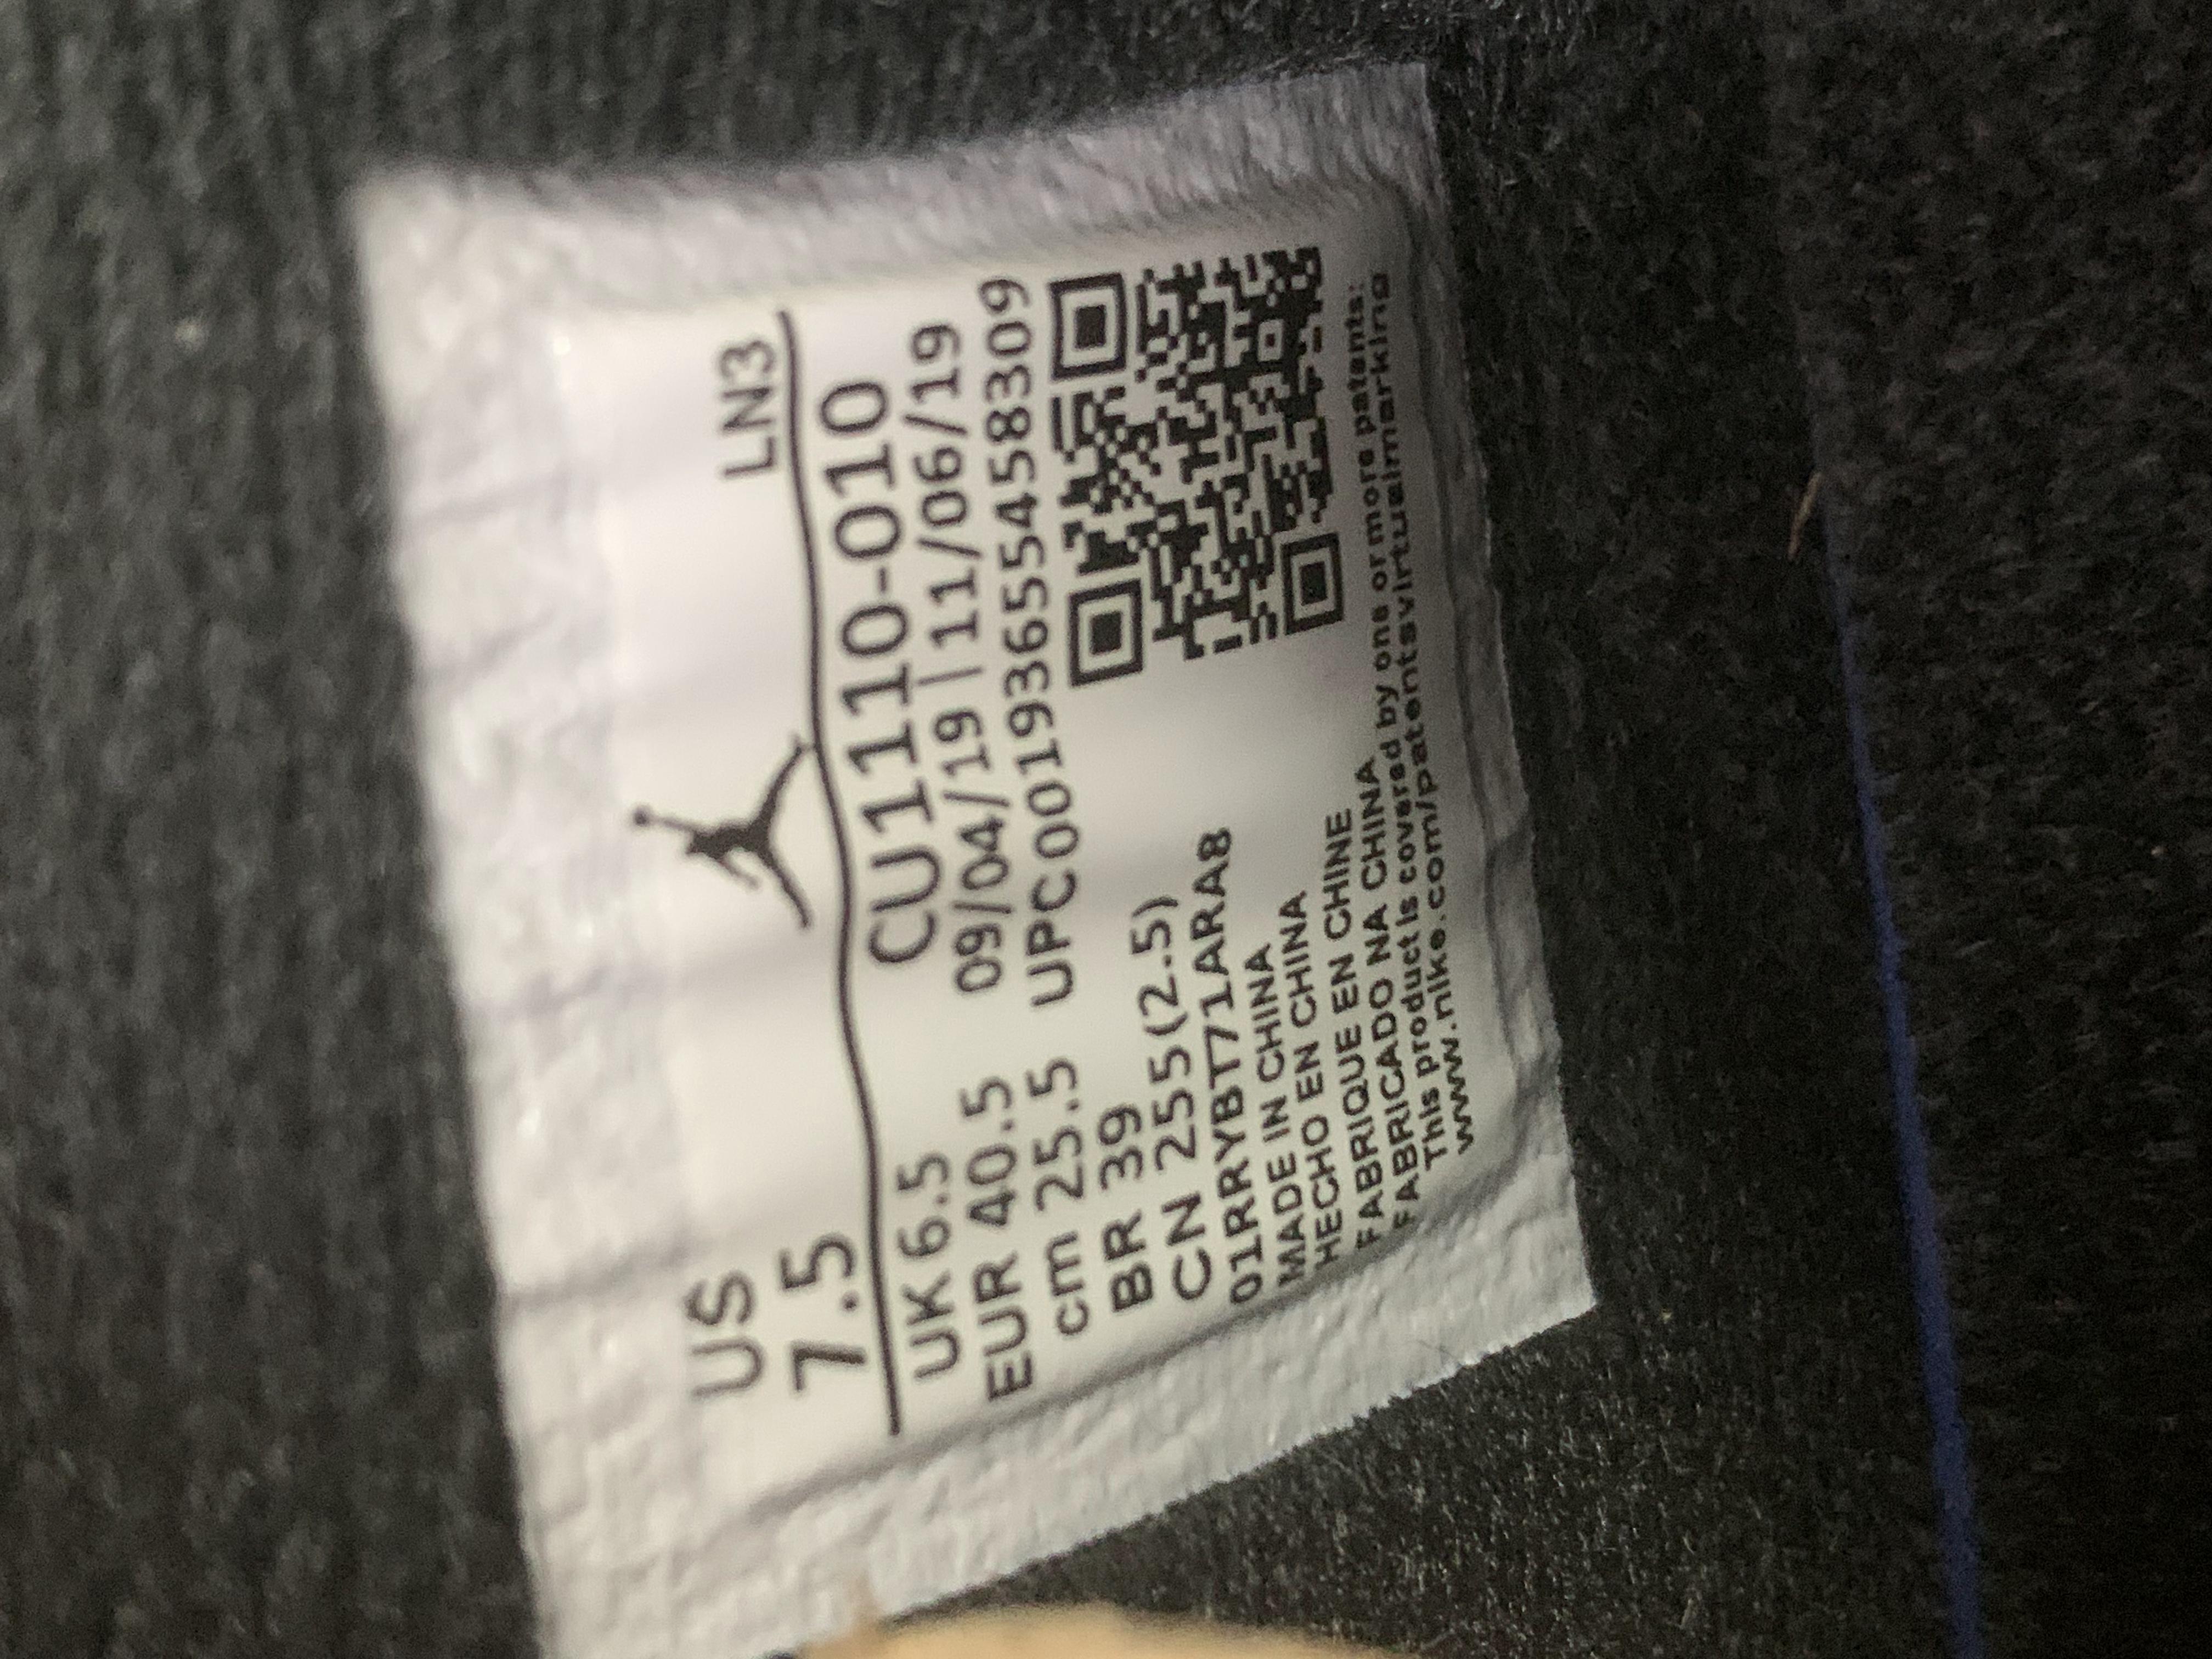 US
7.5
LN3
UK 6.5
EUR 40.5
cm 25.5
BR 39
CN 255(2.5)
CU1110-010
09/04/19 | 11/06/19
UPC00193655458309
01RRYBT71ARA8
MADE IN CHINA
HECHO EN CHINA
FABRIQUE EN CHINE
FABRICADO NA CHINA
This product is covered by one or more patents:
www.nike.com/patentsvirtualmarking